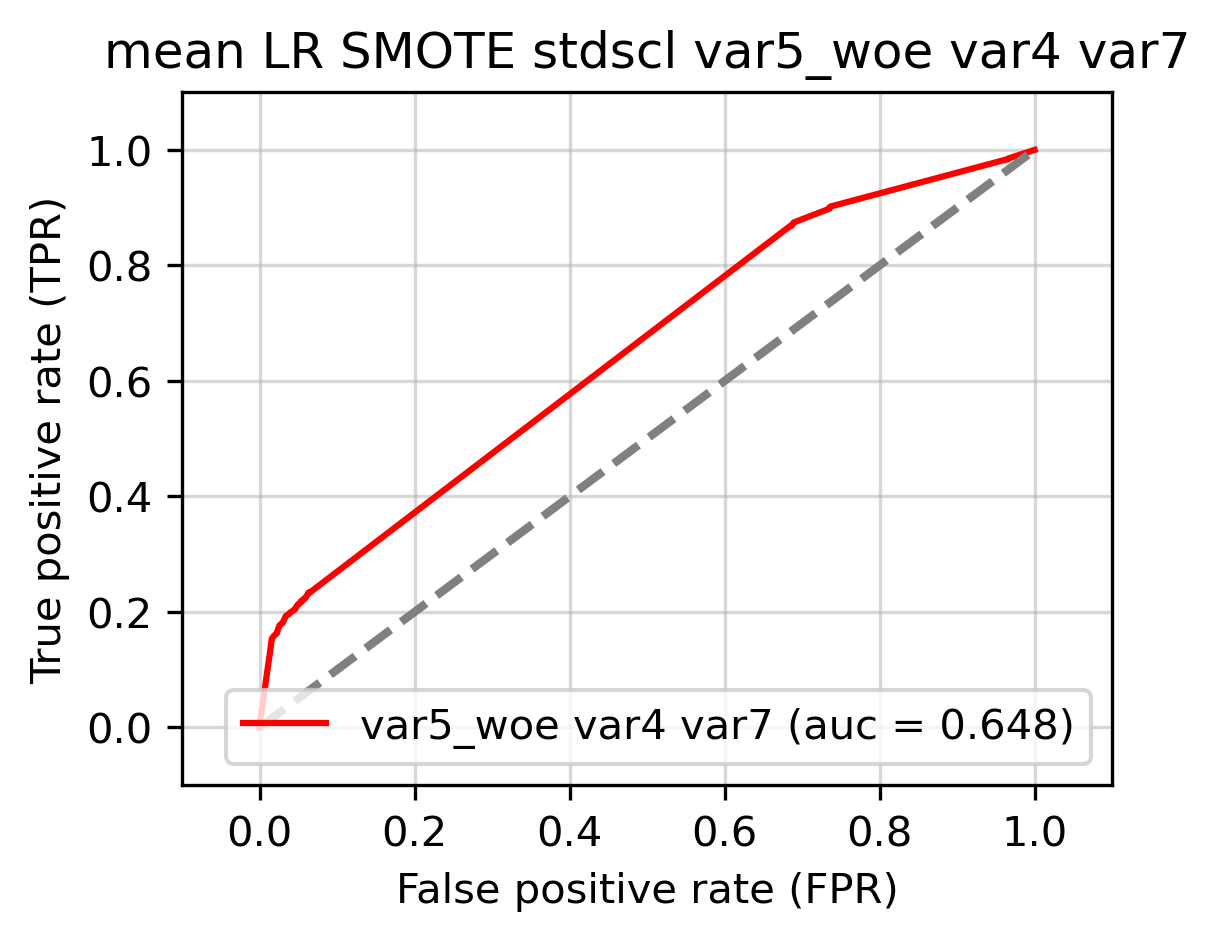 mean LR SMOTE stdscl var5_woe var4 var7
True positive rate (TPR)
1.0
0.8
0.6
0.4
0.2
0.0
var5_woe var4 var7 (auc = 0.648)
0.0 0.2 0.4 0.6 0.8 1.0
False positive rate (FPR)